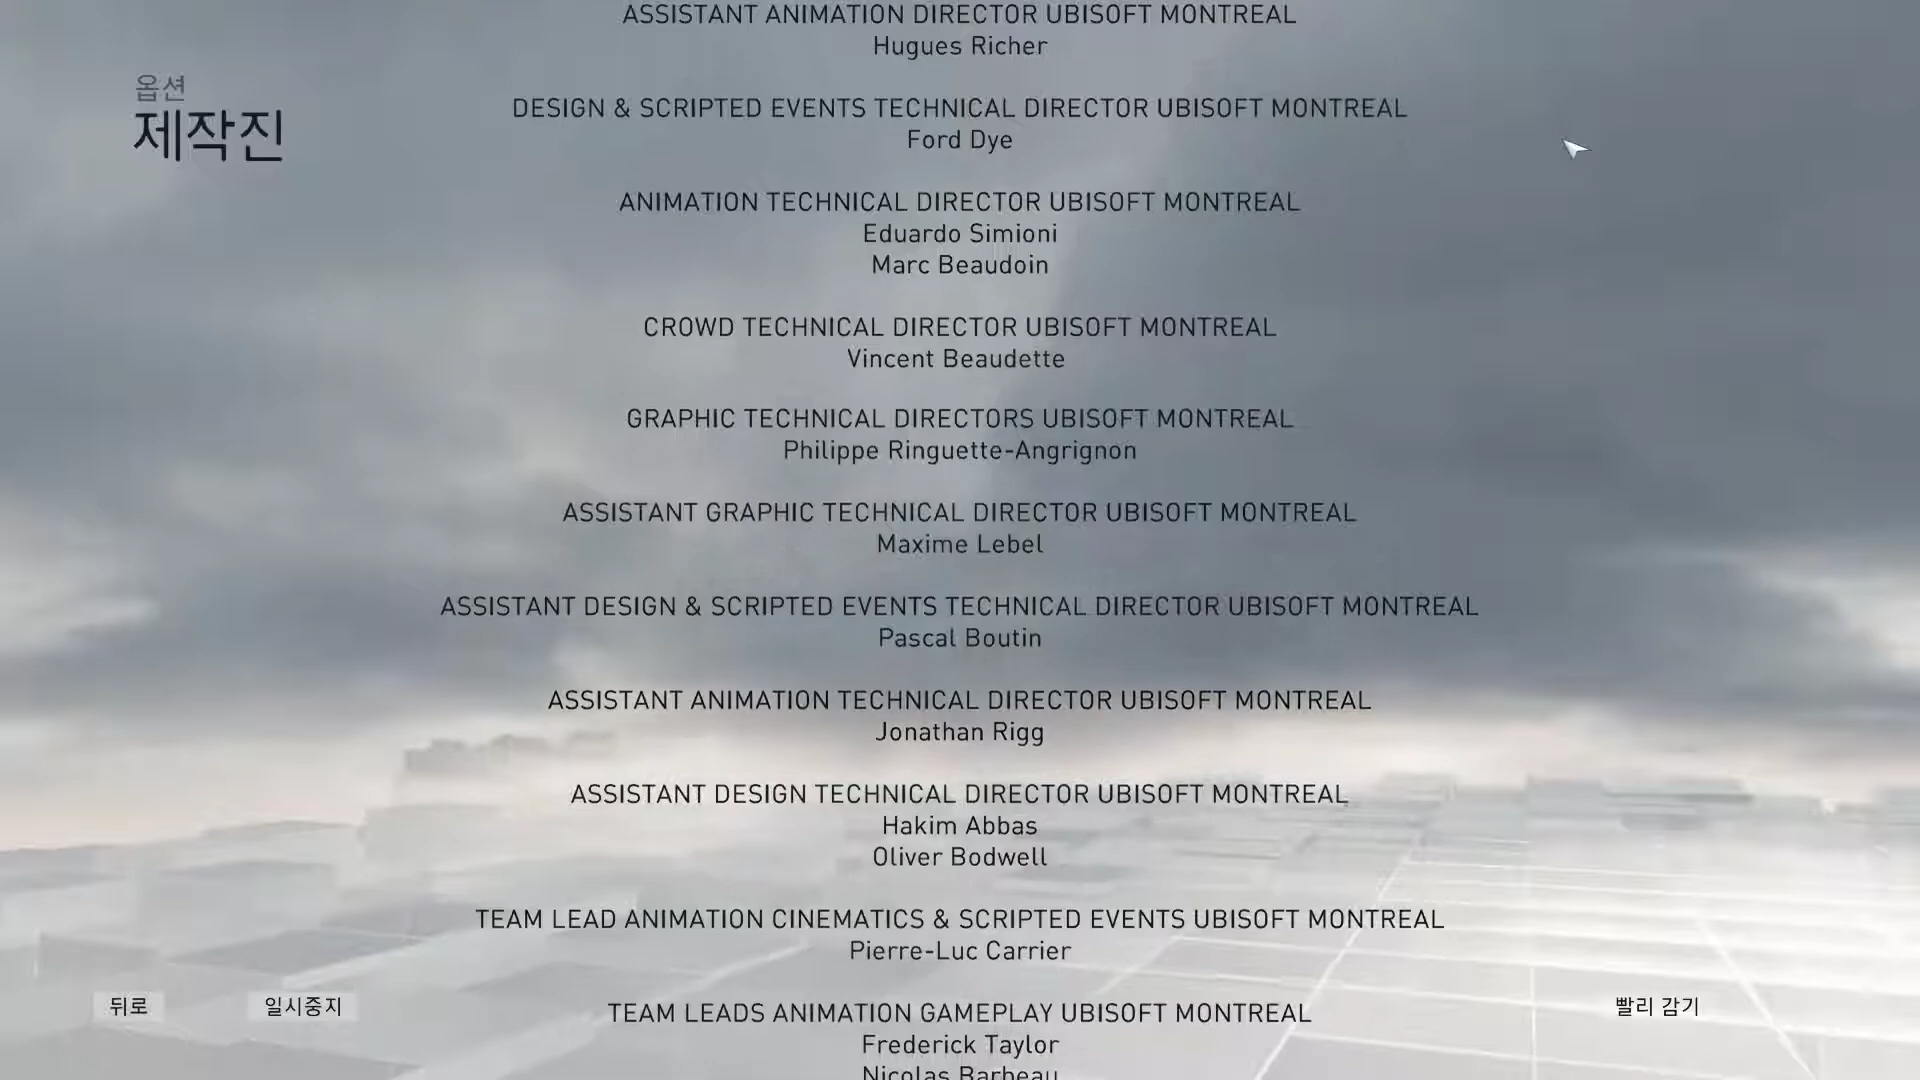 ASSISTANT ANIMATION DIRECTOR UBISOFT MONTREAL
Hugues Richer
옵션
제작진
DESIGN & SCRIPTED EVENTS TECHNICAL DIRECTOR UBISOFT MONTREAL
Ford Dye
ANIMATION TECHNICAL DIRECTOR UBISOFT MONTREAL
Eduardo Simioni
Marc Beaudoin
CROWD TECHNICAL DIRECTOR UBISOFT MONTREAL
Vincent Beaudette
GRAPHIC TECHNICAL DIRECTORS UBISOFT MONTREAL
Philippe Ringuette-Angrignon
ASSISTANT GRAPHIC TECHNICAL DIRECTOR UBISOFT MONTREAL
Maxime Lebel
ASSISTANT DESIGN & SCRIPTED EVENTS TECHNICAL DIRECTOR UBISOFT MONTREAL
Pascal Boutin
ASSISTANT ANIMATION TECHNICAL DIRECTOR UBISOFT MONTREAL
Jonathan Rigg
ASSISTANT DESIGN TECHNICAL DIRECTOR UBISOFT MONTREAL
Hakim Abbas
Oliver Bodwell
TEAM LEAD ANIMATION CINEMATICS & SCRIPTED EVENTS UBISOFT MONTREAL
Pierre-Luc Carrier
TEAM LEADS ANIMATION GAMEPLAY UBISOFT MONTREAL
Frederick Taylor
Nicolas Barbeau
뒤로
일시중지
빨리 감기